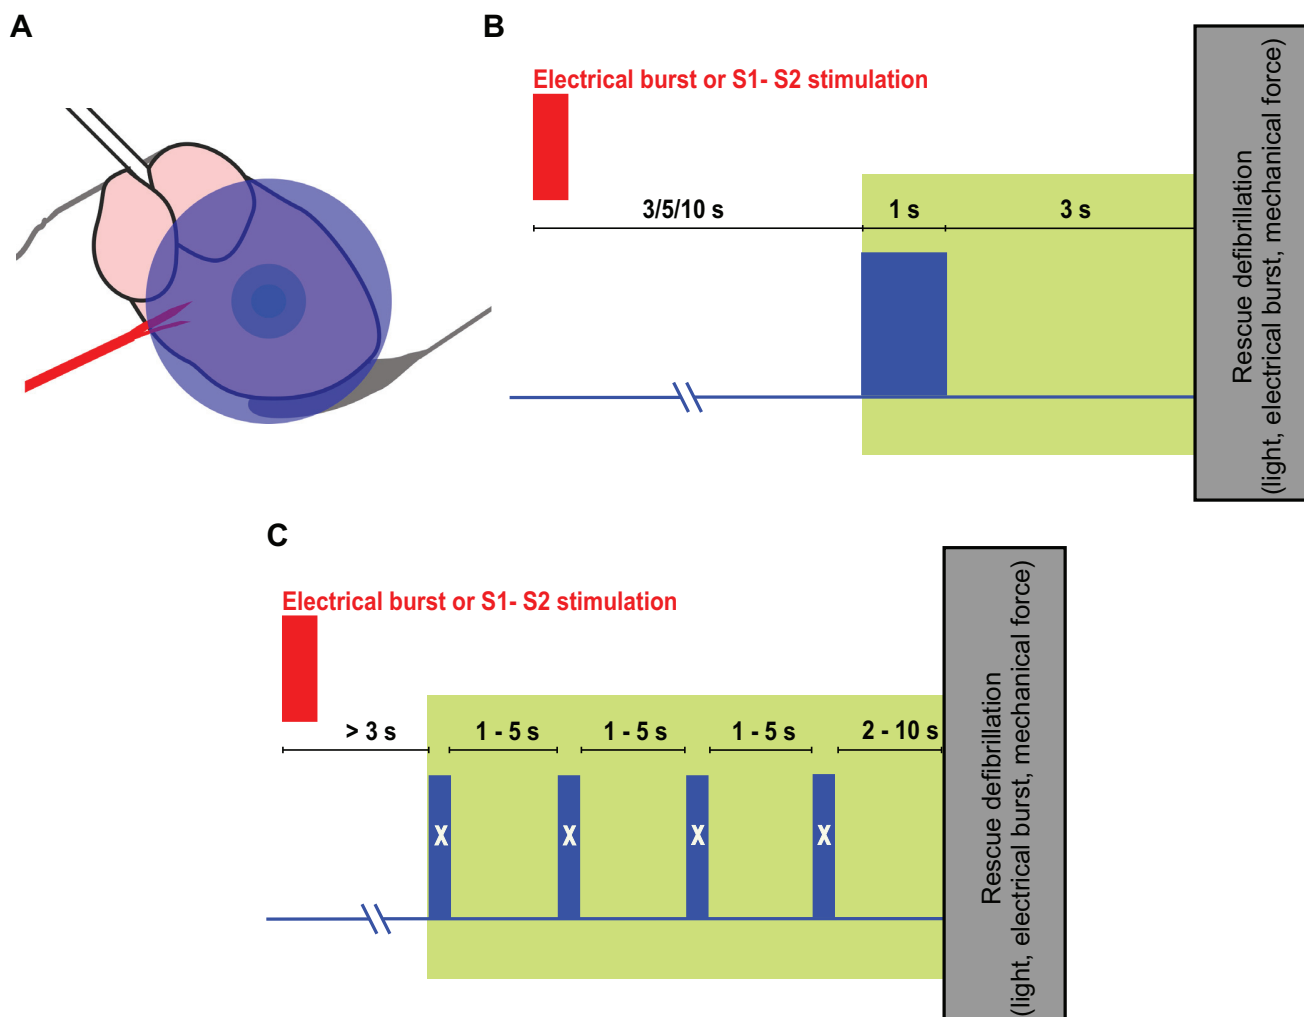 A
B
Electrical burst or S1- S2 stimulation
3/5/10 s
1 s
3 s
Rescue defibrillation
(light, electrical burst, mechanical force)
C
Electrical burst or S1- S2 stimulation
> 3 s
1 - 5 s
1 - 5 s
1 - 5 s
2 - 10 s
X
X
X
X
Rescue defibrillation
(light, electrical burst, mechanical force)